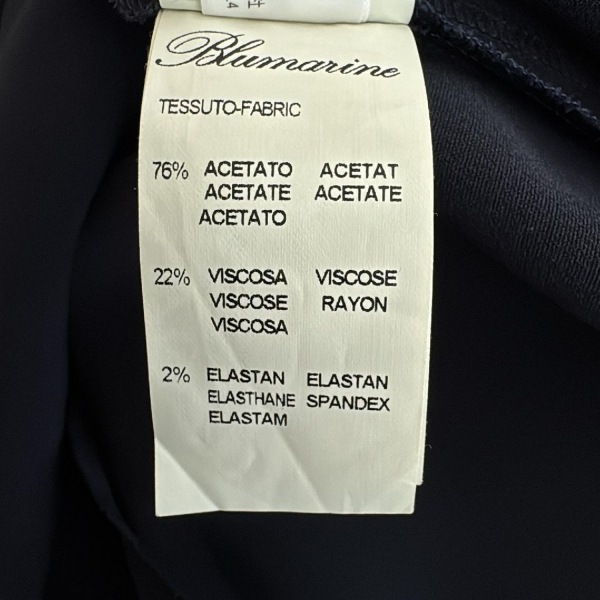 Blumarine
TESSUTO-FABRIC
76% ACETATO ACETAT
ACETATE ACETATE
ACETATO
22% VISCOSA VISCOSE
VISCOSE RAYON
VISCOSA
2% ELASTAN ELASTAN
ELASTHANE SPANDEX
ELASTAM